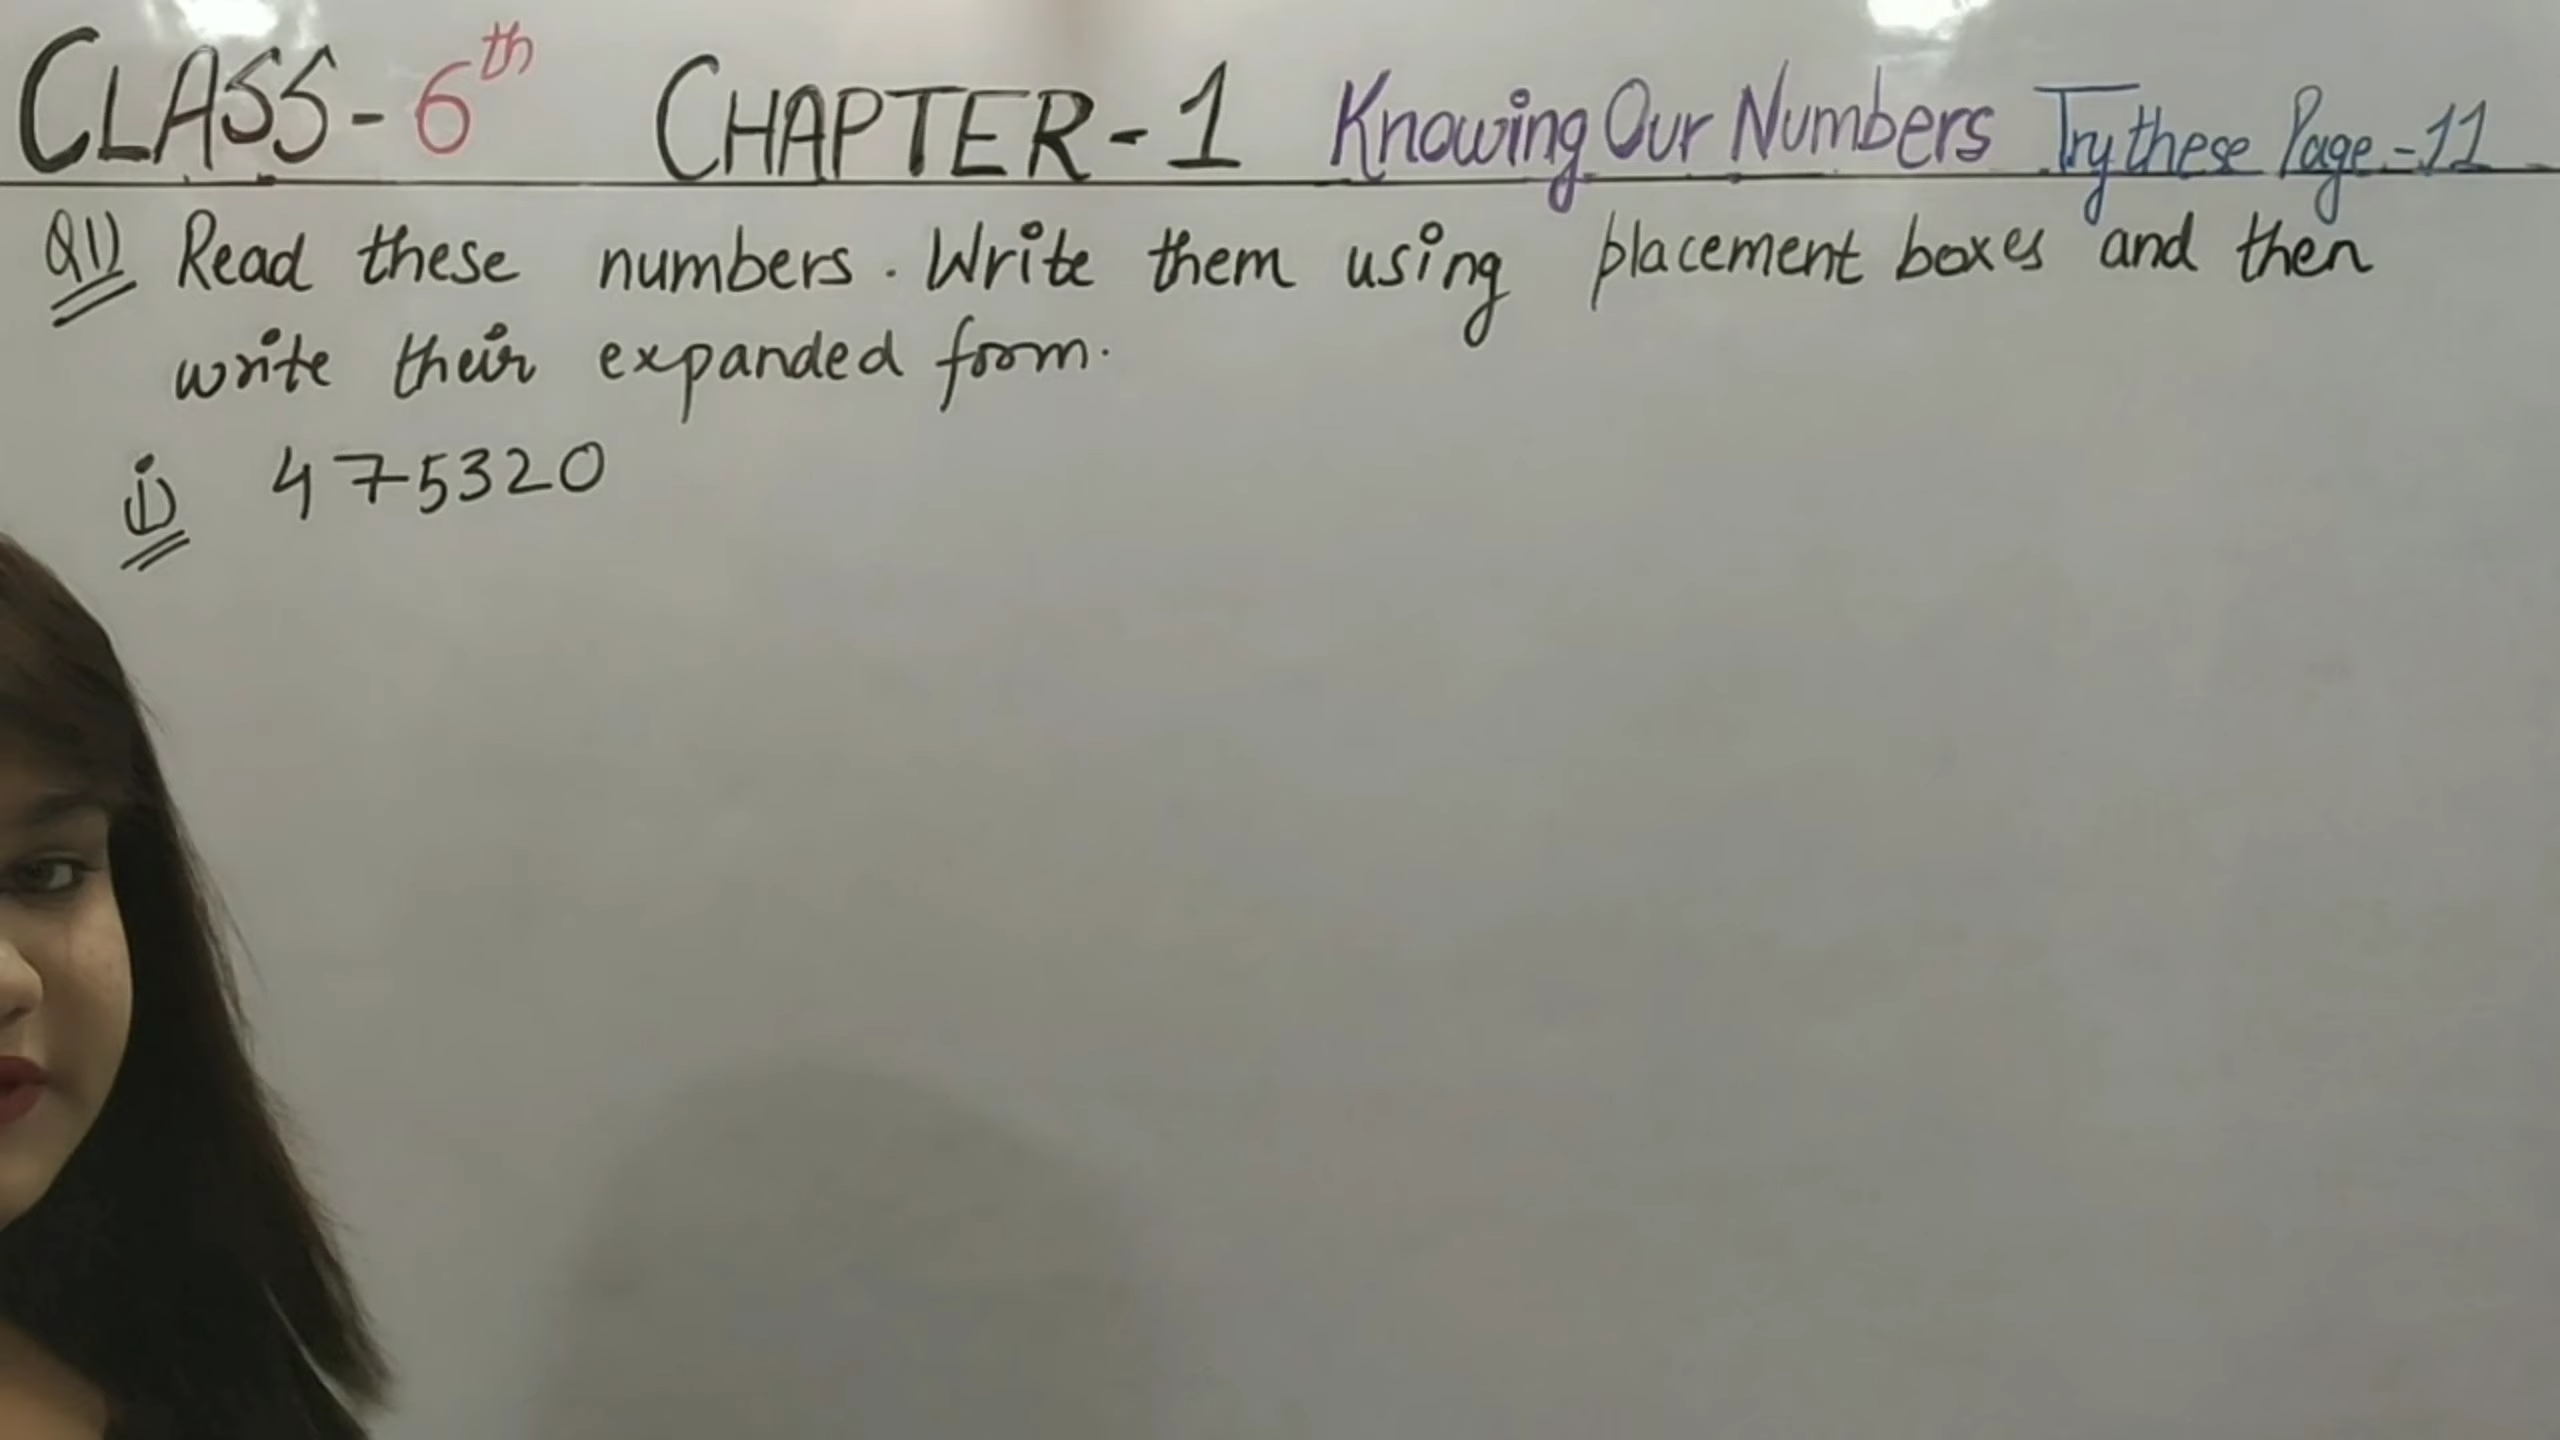 CLASS - 6th CHAPTER - 1 Knowing Our Numbers Try these Page - 11
Q1) Read these numbers. Write them using placement boxes and then
write their expanded form.
i) 475320